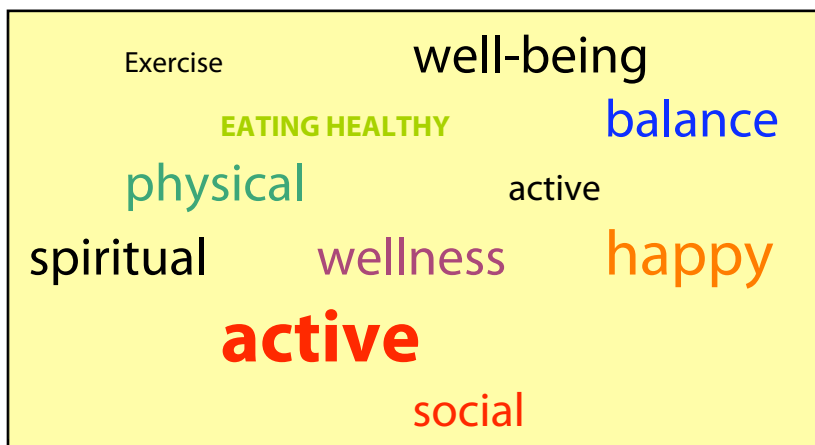 Exercise
well-being
EATING HEALTHY
balance
physical
active
spiritual
wellness
happy
active
social